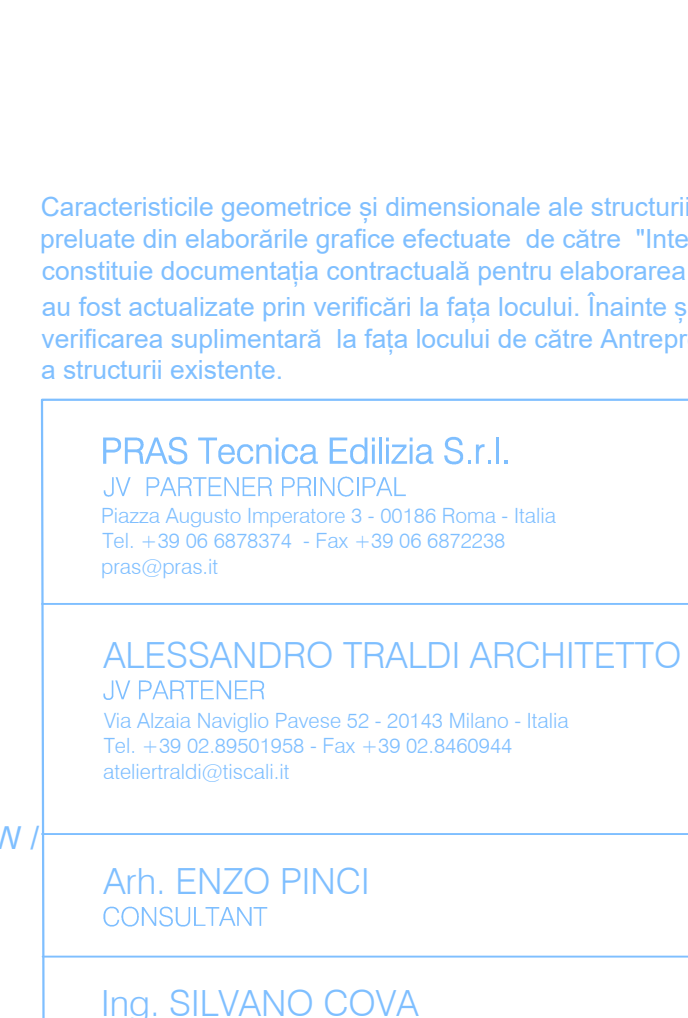 Caracteristicile geometrice și dimensionale ale structurii
preluate din elaborările grafice efectuate  de către  "Inte
constituie documentația contractuală pentru elaborarea
au fost actualizate prin verificări la fața locului. Înainte ș
verificarea suplimentară  la fața locului de către Antrepr
a structurii existente.
PRAS Tecnica Edilizia S.r.l.
JV  PARTENER PRINCIPAL
Piazza Augusto Imperatore 3 - 00186 Roma - Italia
Tel. +39 06 6878374  - Fax +39 06 6872238
pras@pras.it
ALESSANDRO TRALDI ARCHITETTO
JV PARTENER
Via Alzaia Naviglio Pavese 52 - 20143 Milano - Italia
Tel. +39 02.89501958 - Fax +39 02.8460944
ateliertraldi@tiscali.it
W /
Arh. ENZO PINCI
CONSULTANT
Ing. SILVANO COVA